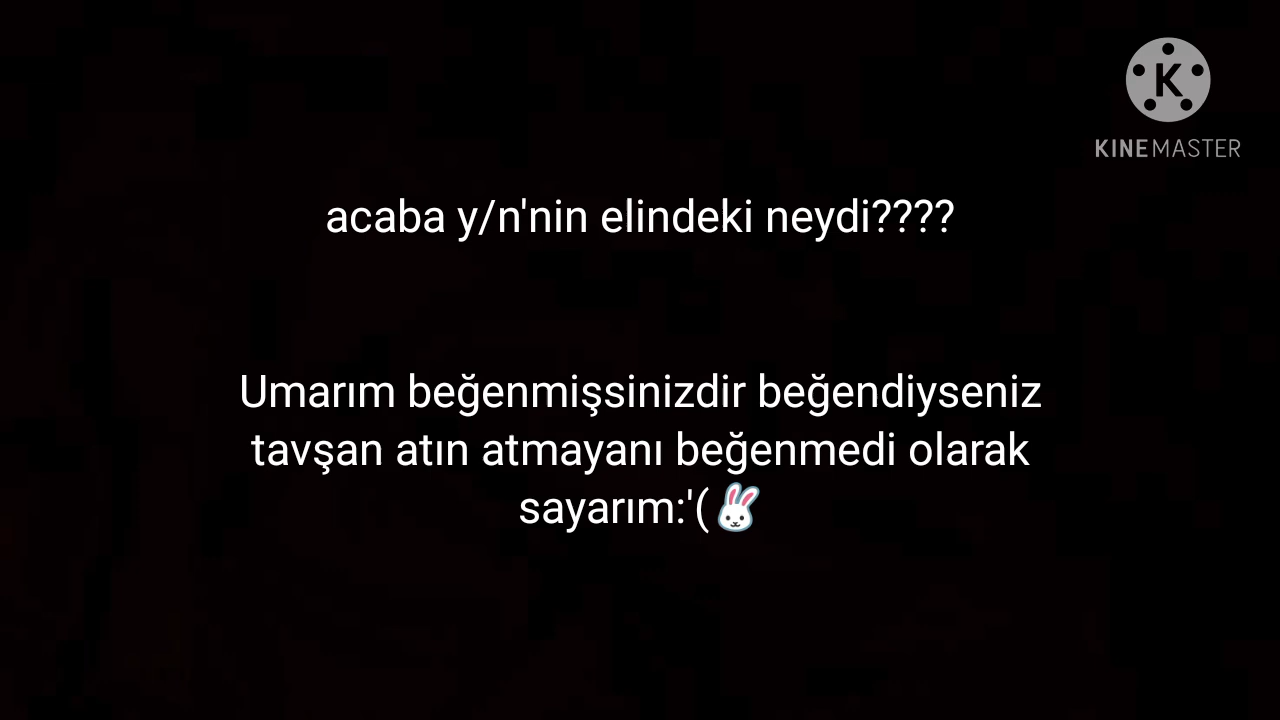 K
KINEMASTER
acaba y/n'nin elindeki neydi????
Umarım beğenmişsinizdir beğendiyseniz
tavşan atın atmayanı beğenmedi olarak
sayarım:'(🐰